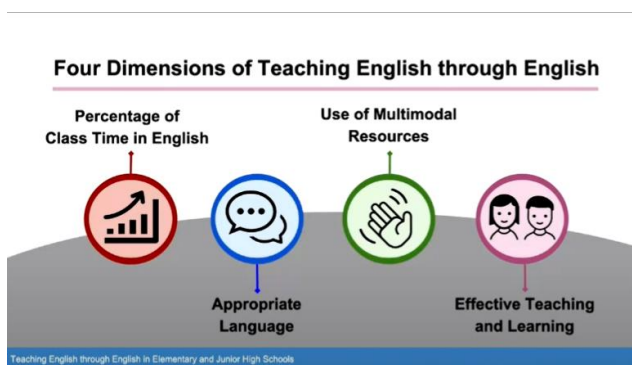 Four Dimensions of Teaching English through English
Percentage of
Class Time in English
Use of Multimodal
Resources
Appropriate
Language
Effective Teaching
and Learning
Teaching English through English in Elementary and Junior High Schools